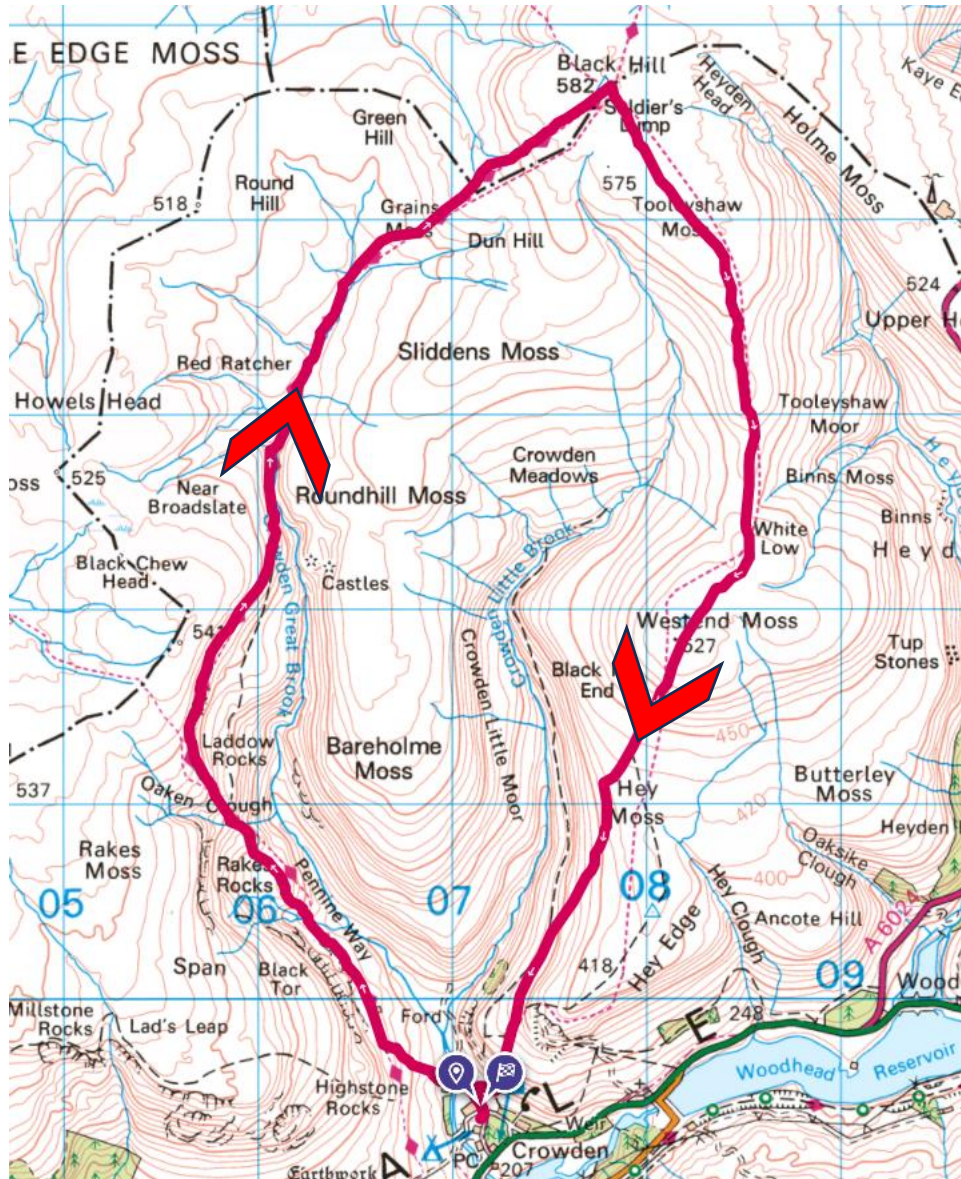 E EDGE MOSS
Black Hill
582
Soldier's
Lump
Heyden
Head
Kaye
Green
Hill
Holme Moss
Round
Hill
518
575
Tooleyshaw
Moss
Grains
Moss
Dun Hill
524
Upper H
Red Ratcher
Sliddens Moss
Howels Head
Tooleyshaw
Moor
Crowden
Meadows
525
oss
Near
Broadslate
Roundhill Moss
Binns Moss
Binns
White
Low
Heyd
Black Chew
Head
Castles
Crowden Little Brook
Crowden Great Brook
541
Westend Moss
527
Tup
Stones
Black
End
Crowden Little Moor
450
Laddow
Rocks
Bareholme
Moss
537
Oaken Clough
Hey
Moss
Butterley
Moss
420
Heyden
Rakes
Moss
Rakes
Rocks
Oaksike
Clough
400
05
06
07
08
Pennine Way
Hey Clough
Ancote Hill
A 6024
Span
Black
Tor
418
Hey Edge
09
Wood
Millstone
Rocks
Lad's Leap
Ford
248
E
Woodhead Reservoir
Highstone
Rocks
L
Weir
Crowden
PC
207
A
Earthwork